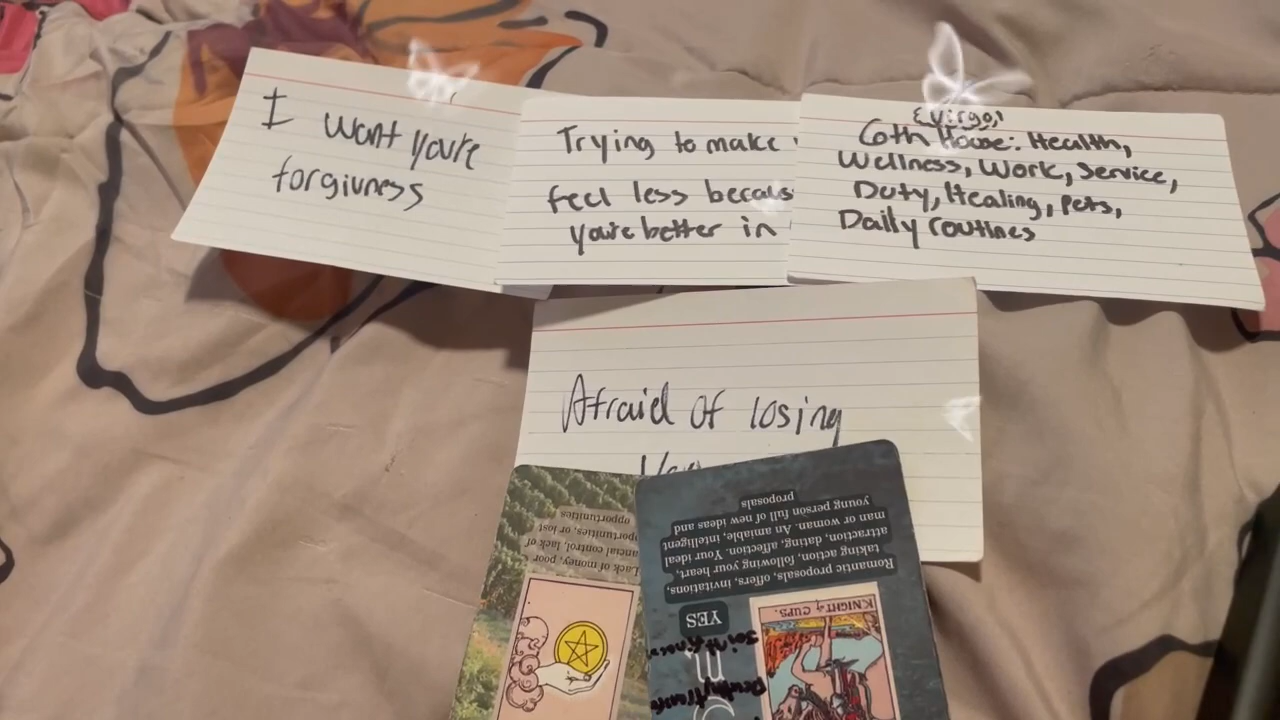 I want you're
forgivness
Trying to make
feel less becaus
you're better in
{Virgo}
6th House: Health,
Wellness, Work, Service,
Duty, Healing, Pets,
Daily routines
Afraid of losing
Lack of money, poor
ancial control, lack of
portunities, or lost
opportunities
Romantic proposals, offers, invitations,
taking action, following your heart,
attraction, dating, affection. Your ideal
man or woman. An amiable, intelligent
young person full of new ideas and
proposals
YES
KNIGHT of CUPS.